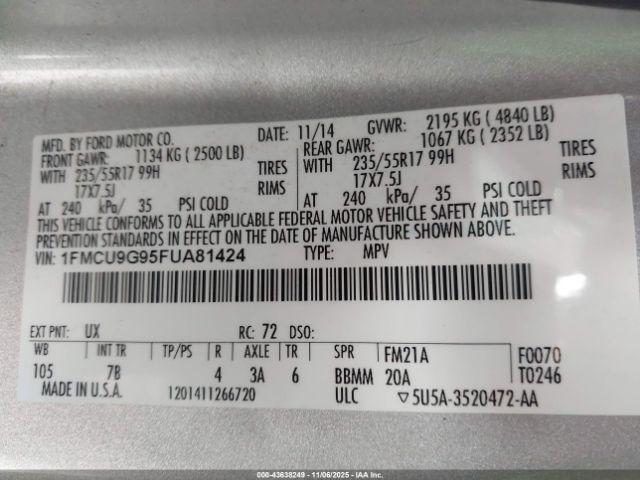 MFD. BY FORD MOTOR CO. DATE: 11/14 GVWR: 2195 KG ( 4840 LB)
FRONT GAWR: 1134 KG ( 2500 LB) REAR GAWR: 1067 KG ( 2352 LB)
WITH 235/55R17 99H TIRES WITH 235/55R17 99H TIRES
17X7.5J RIMS 17X7.5J RIMS
AT 240 kPa/ 35 PSI COLD AT 240 kPa/ 35 PSI COLD
THIS VEHICLE CONFORMS TO ALL APPLICABLE FEDERAL MOTOR VEHICLE SAFETY AND THEFT
PREVENTION STANDARDS IN EFFECT ON THE DATE OF MANUFACTURE SHOWN ABOVE.
VIN: 1FMCU9G95FUA81424 TYPE: MPV
EXT PNT: UX RC: 72 DSO:
WB INT TR TP/PS R AXLE TR SPR FM21A F0070
105 7B 4 3A 6 BBMM 20A T0246
MADE IN U.S.A. 1201411266720 ULC ▽5U5A-3520472-AA
000-43638249 - 11/06/2025 - IAA Inc.